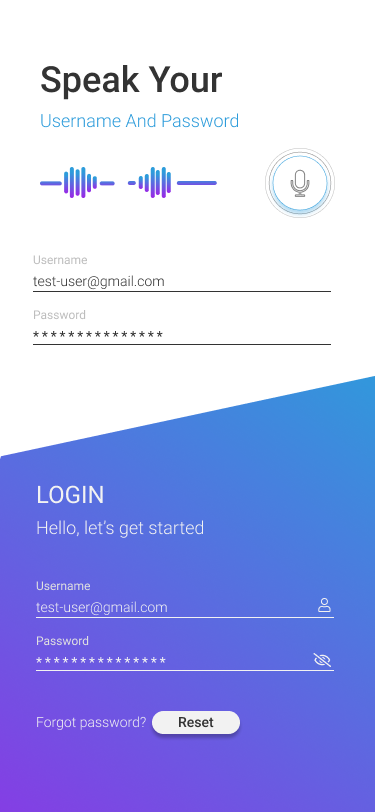 Speak Your
Username And Password
Username
test-user@gmail.com
Password
***************
LOGIN
Hello, let's get started
Username
test-user@gmail.com
Password
***************
Forgot password? Reset